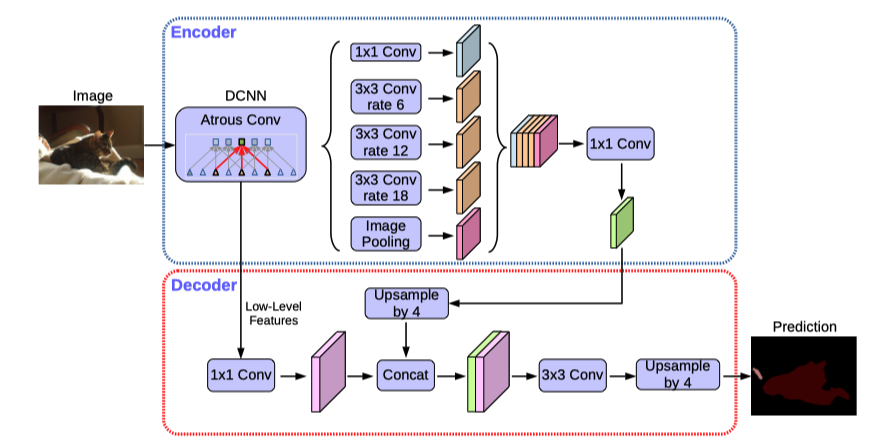 Encoder
Image
DCNN
Atrous Conv
1x1 Conv
3x3 Conv
rate 6
3x3 Conv
rate 12
3x3 Conv
rate 18
Image
Pooling
1x1 Conv
Decoder
Low-Level
Features
Upsample
by 4
1x1 Conv
Concat
3x3 Conv
Upsample
by 4
Prediction